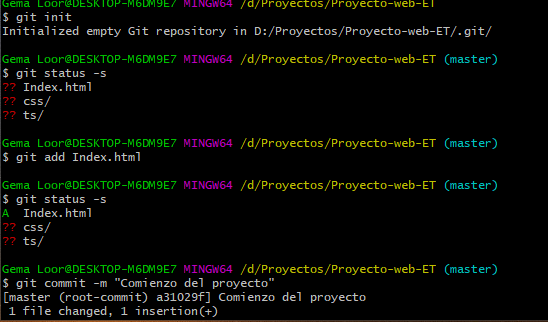 Gema Loor@DESKTOP-M6DM9E7 MINGW64 /d/Proyectos/Proyecto-web-ET
$ git init
Initialized empty Git repository in D:/Proyectos/Proyecto-web-ET/.git/
Gema Loor@DESKTOP-M6DM9E7 MINGW64 /d/Proyectos/Proyecto-web-ET (master)
$ git status -s
?? Index.html
?? css/
?? ts/
Gema Loor@DESKTOP-M6DM9E7 MINGW64 /d/Proyectos/Proyecto-web-ET (master)
$ git add Index.html
Gema Loor@DESKTOP-M6DM9E7 MINGW64 /d/Proyectos/Proyecto-web-ET (master)
$ git status -s
A  Index.html
?? css/
?? ts/
Gema Loor@DESKTOP-M6DM9E7 MINGW64 /d/Proyectos/Proyecto-web-ET (master)
$ git commit -m "Comienzo del proyecto"
[master (root-commit) a31029f] Comienzo del proyecto
 1 file changed, 1 insertion(+)